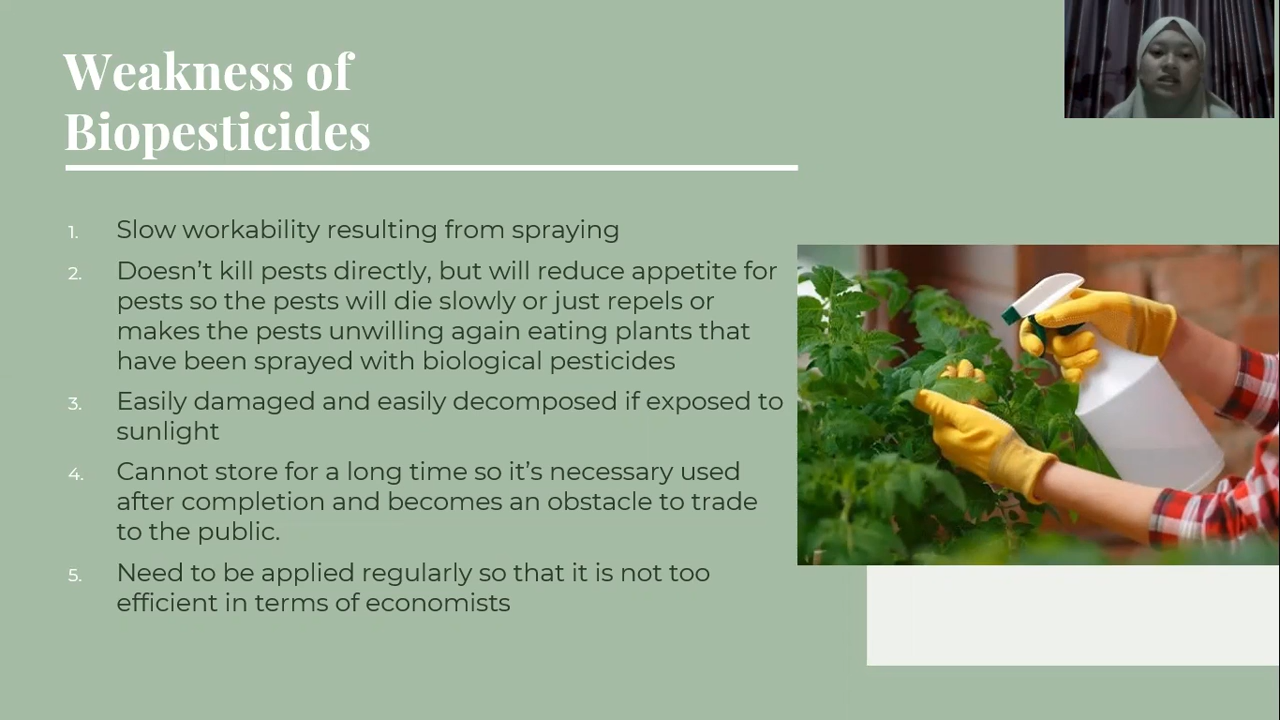 Weakness of
Biopesticides
1. Slow workability resulting from spraying
2. Doesn’t kill pests directly, but will reduce appetite for
pests so the pests will die slowly or just repels or
makes the pests unwilling again eating plants that
have been sprayed with biological pesticides
3. Easily damaged and easily decomposed if exposed to
sunlight
4. Cannot store for a long time so it’s necessary used
after completion and becomes an obstacle to trade
to the public.
5. Need to be applied regularly so that it is not too
efficient in terms of economists